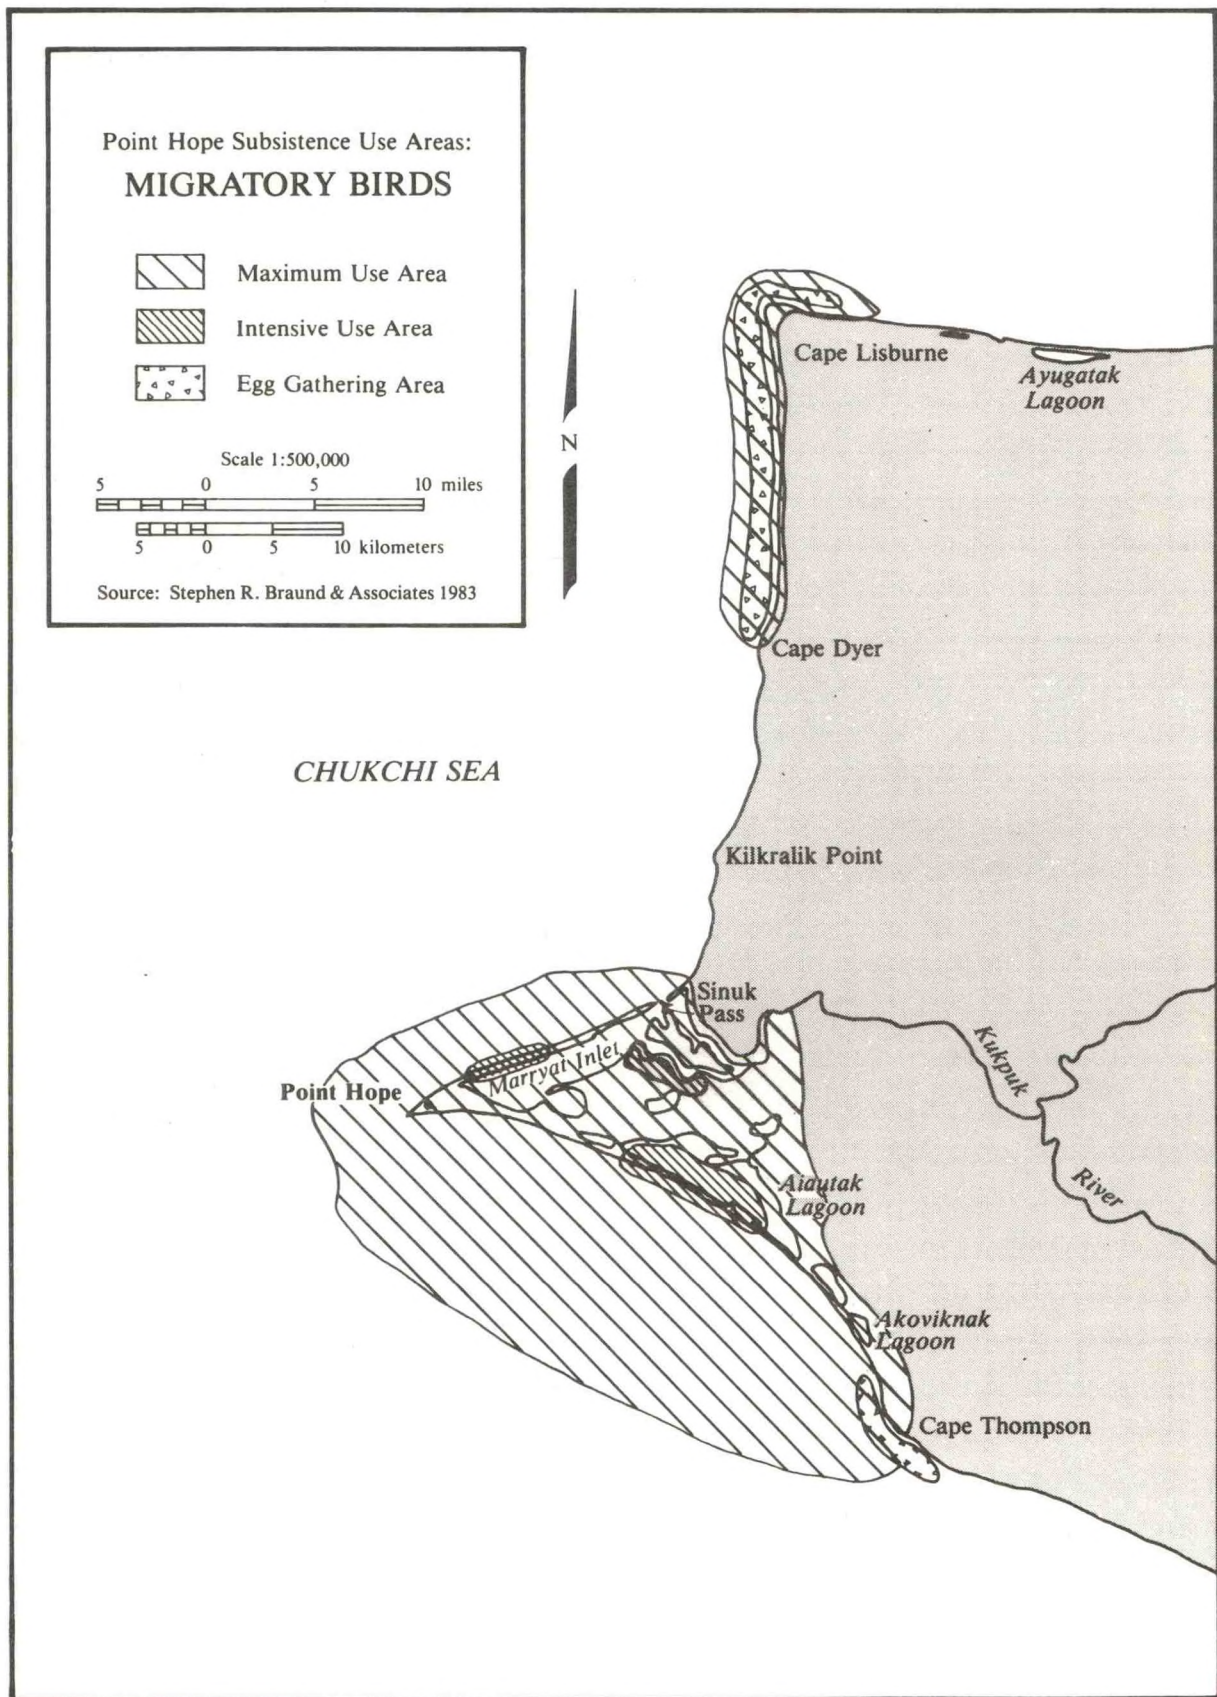 Point Hope Subsistence Use Areas:
MIGRATORY BIRDS
Maximum Use Area
Intensive Use Area
Egg Gathering Area
Scale 1:500,000
5 0 5 10 miles
5 0 5 10 kilometers
Source: Stephen R. Braund & Associates 1983
N
Cape Lisburne
Ayugatak
Lagoon
Cape Dyer
CHUKCHI SEA
Kilkralik Point
Sinuk
Pass
Kukpuk
River
Marryat Inlet
Point Hope
Aiautak
Lagoon
Akoviknak
Lagoon
Cape Thompson